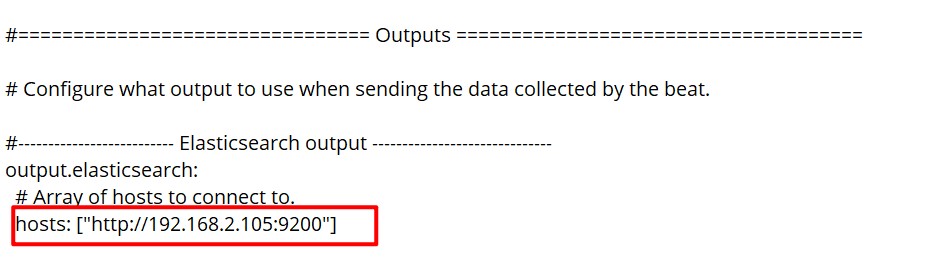 #================================ Outputs =====================================
# Configure what output to use when sending the data collected by the beat.
#-------------------------- Elasticsearch output ------------------------------
output.elasticsearch:
# Array of hosts to connect to.
hosts: ["http://192.168.2.105:9200"]